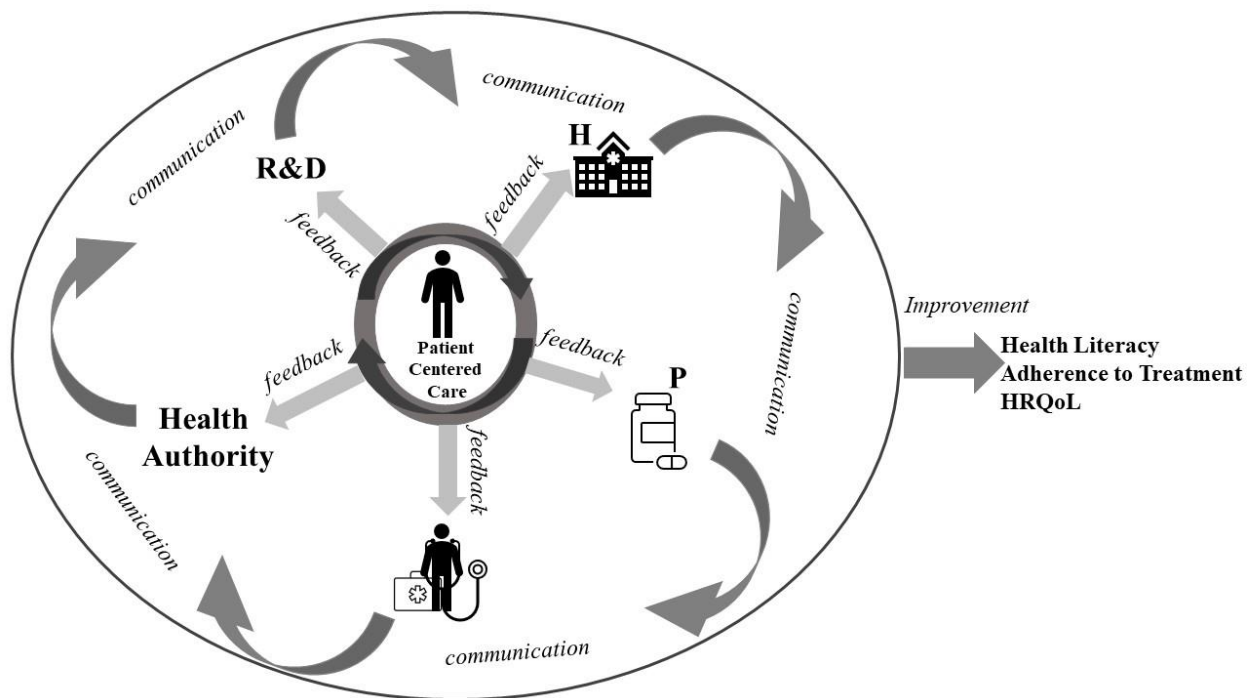 communication
communication
H
R&D
feedback
feedback
Patient
Centered
Care
feedback
feedback
feedback
P
Health
Authority
communication
communication
communication
Improvement
Health Literacy
Adherence to Treatment
HRQoL